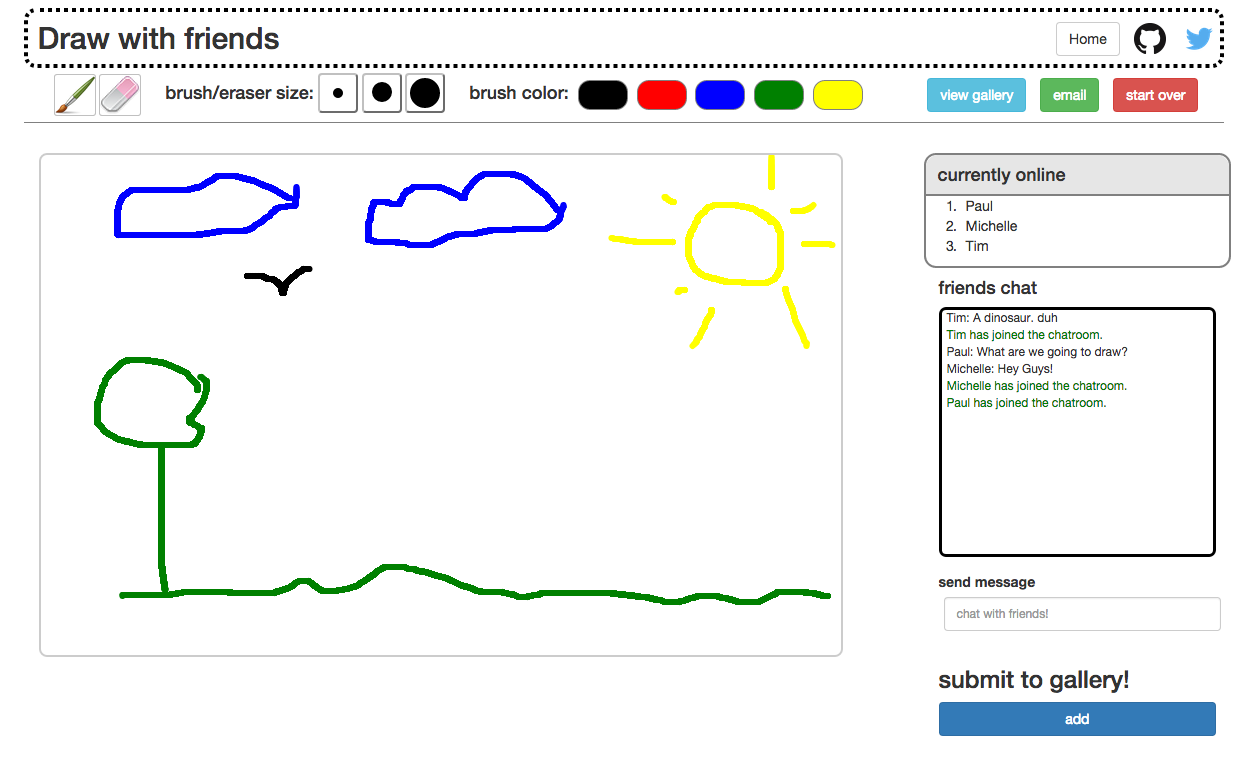 Draw with friends
Home
brush/eraser size:
brush color:
view gallery
email
start over
currently online
1. Paul
2. Michelle
3. Tim
friends chat
Tim: A dinosaur. duh
Tim has joined the chatroom.
Paul: What are we going to draw?
Michelle: Hey Guys!
Michelle has joined the chatroom.
Paul has joined the chatroom.
send message
chat with friends!
submit to gallery!
add